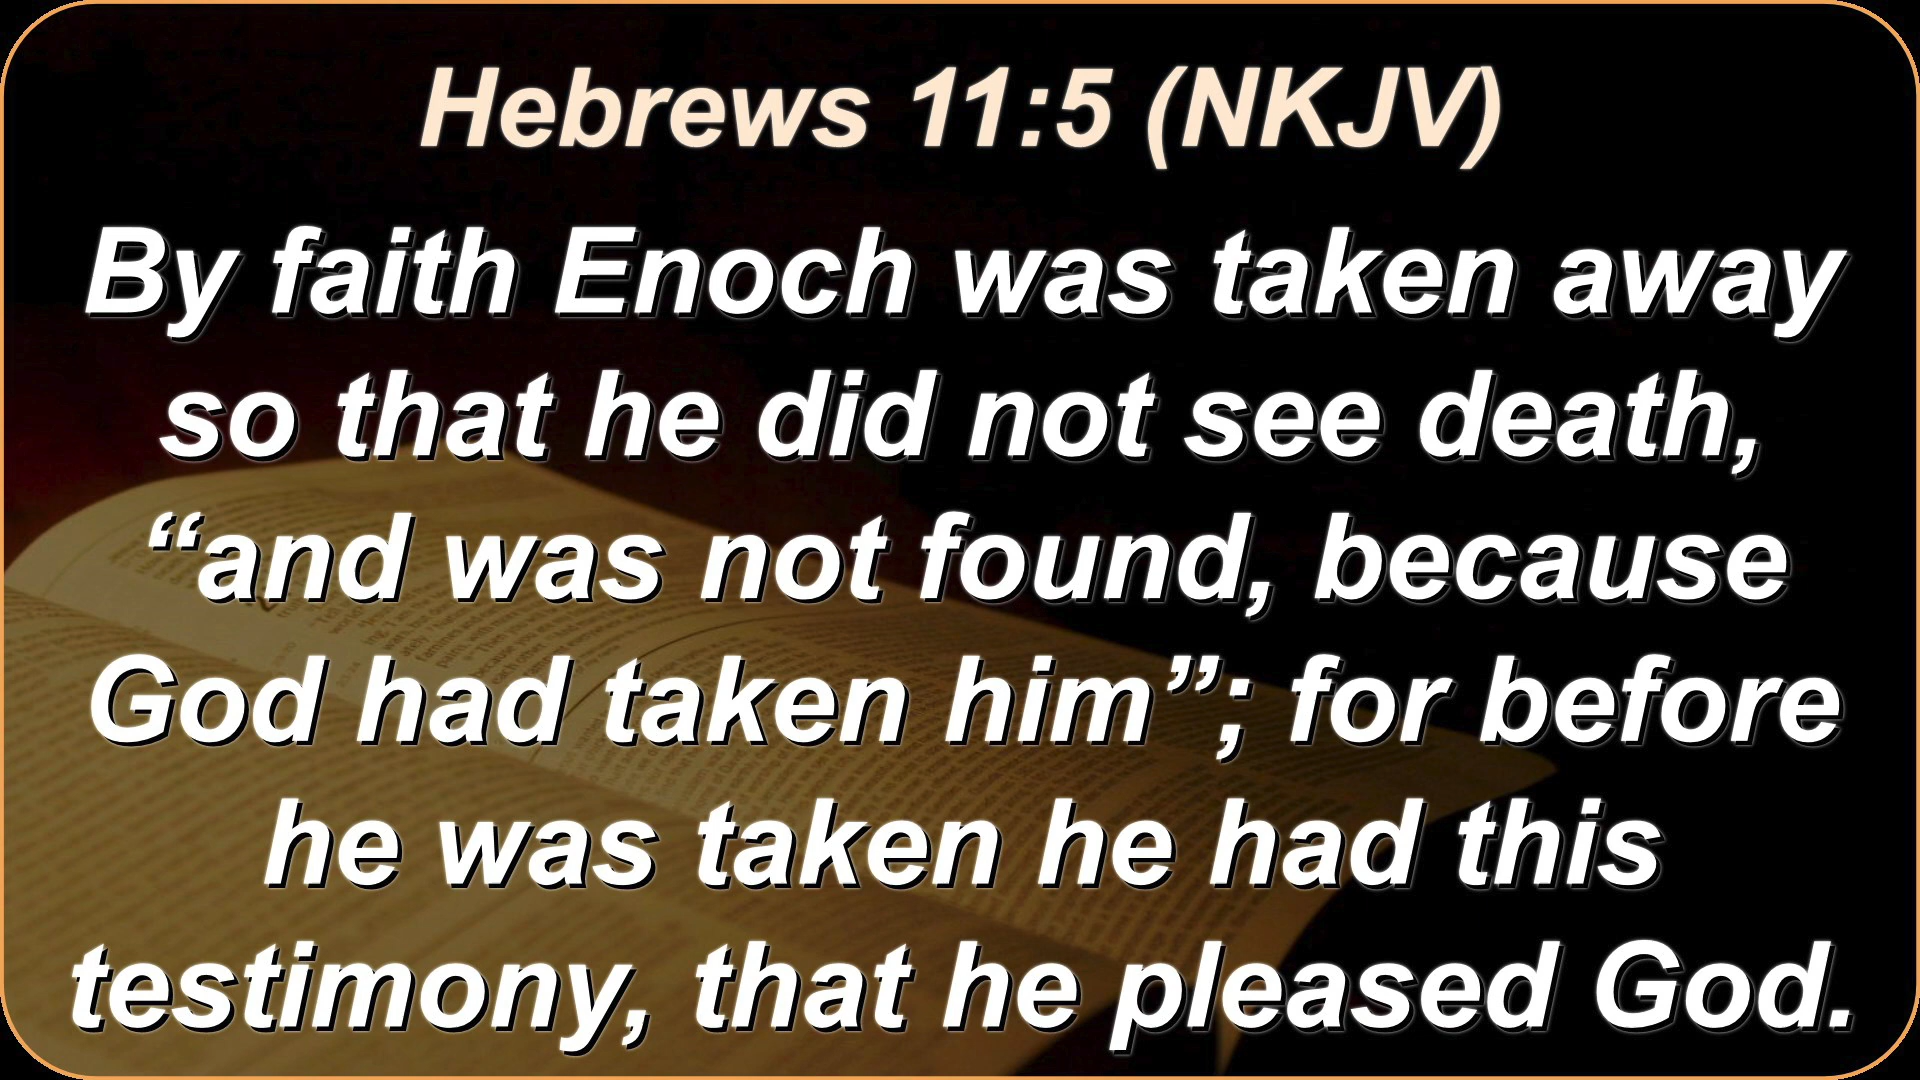 Hebrews 11:5 (NKJV)
By faith Enoch was taken away
so that he did not see death,
“and was not found, because
God had taken him”; for before
he was taken he had this
testimony, that he pleased God.